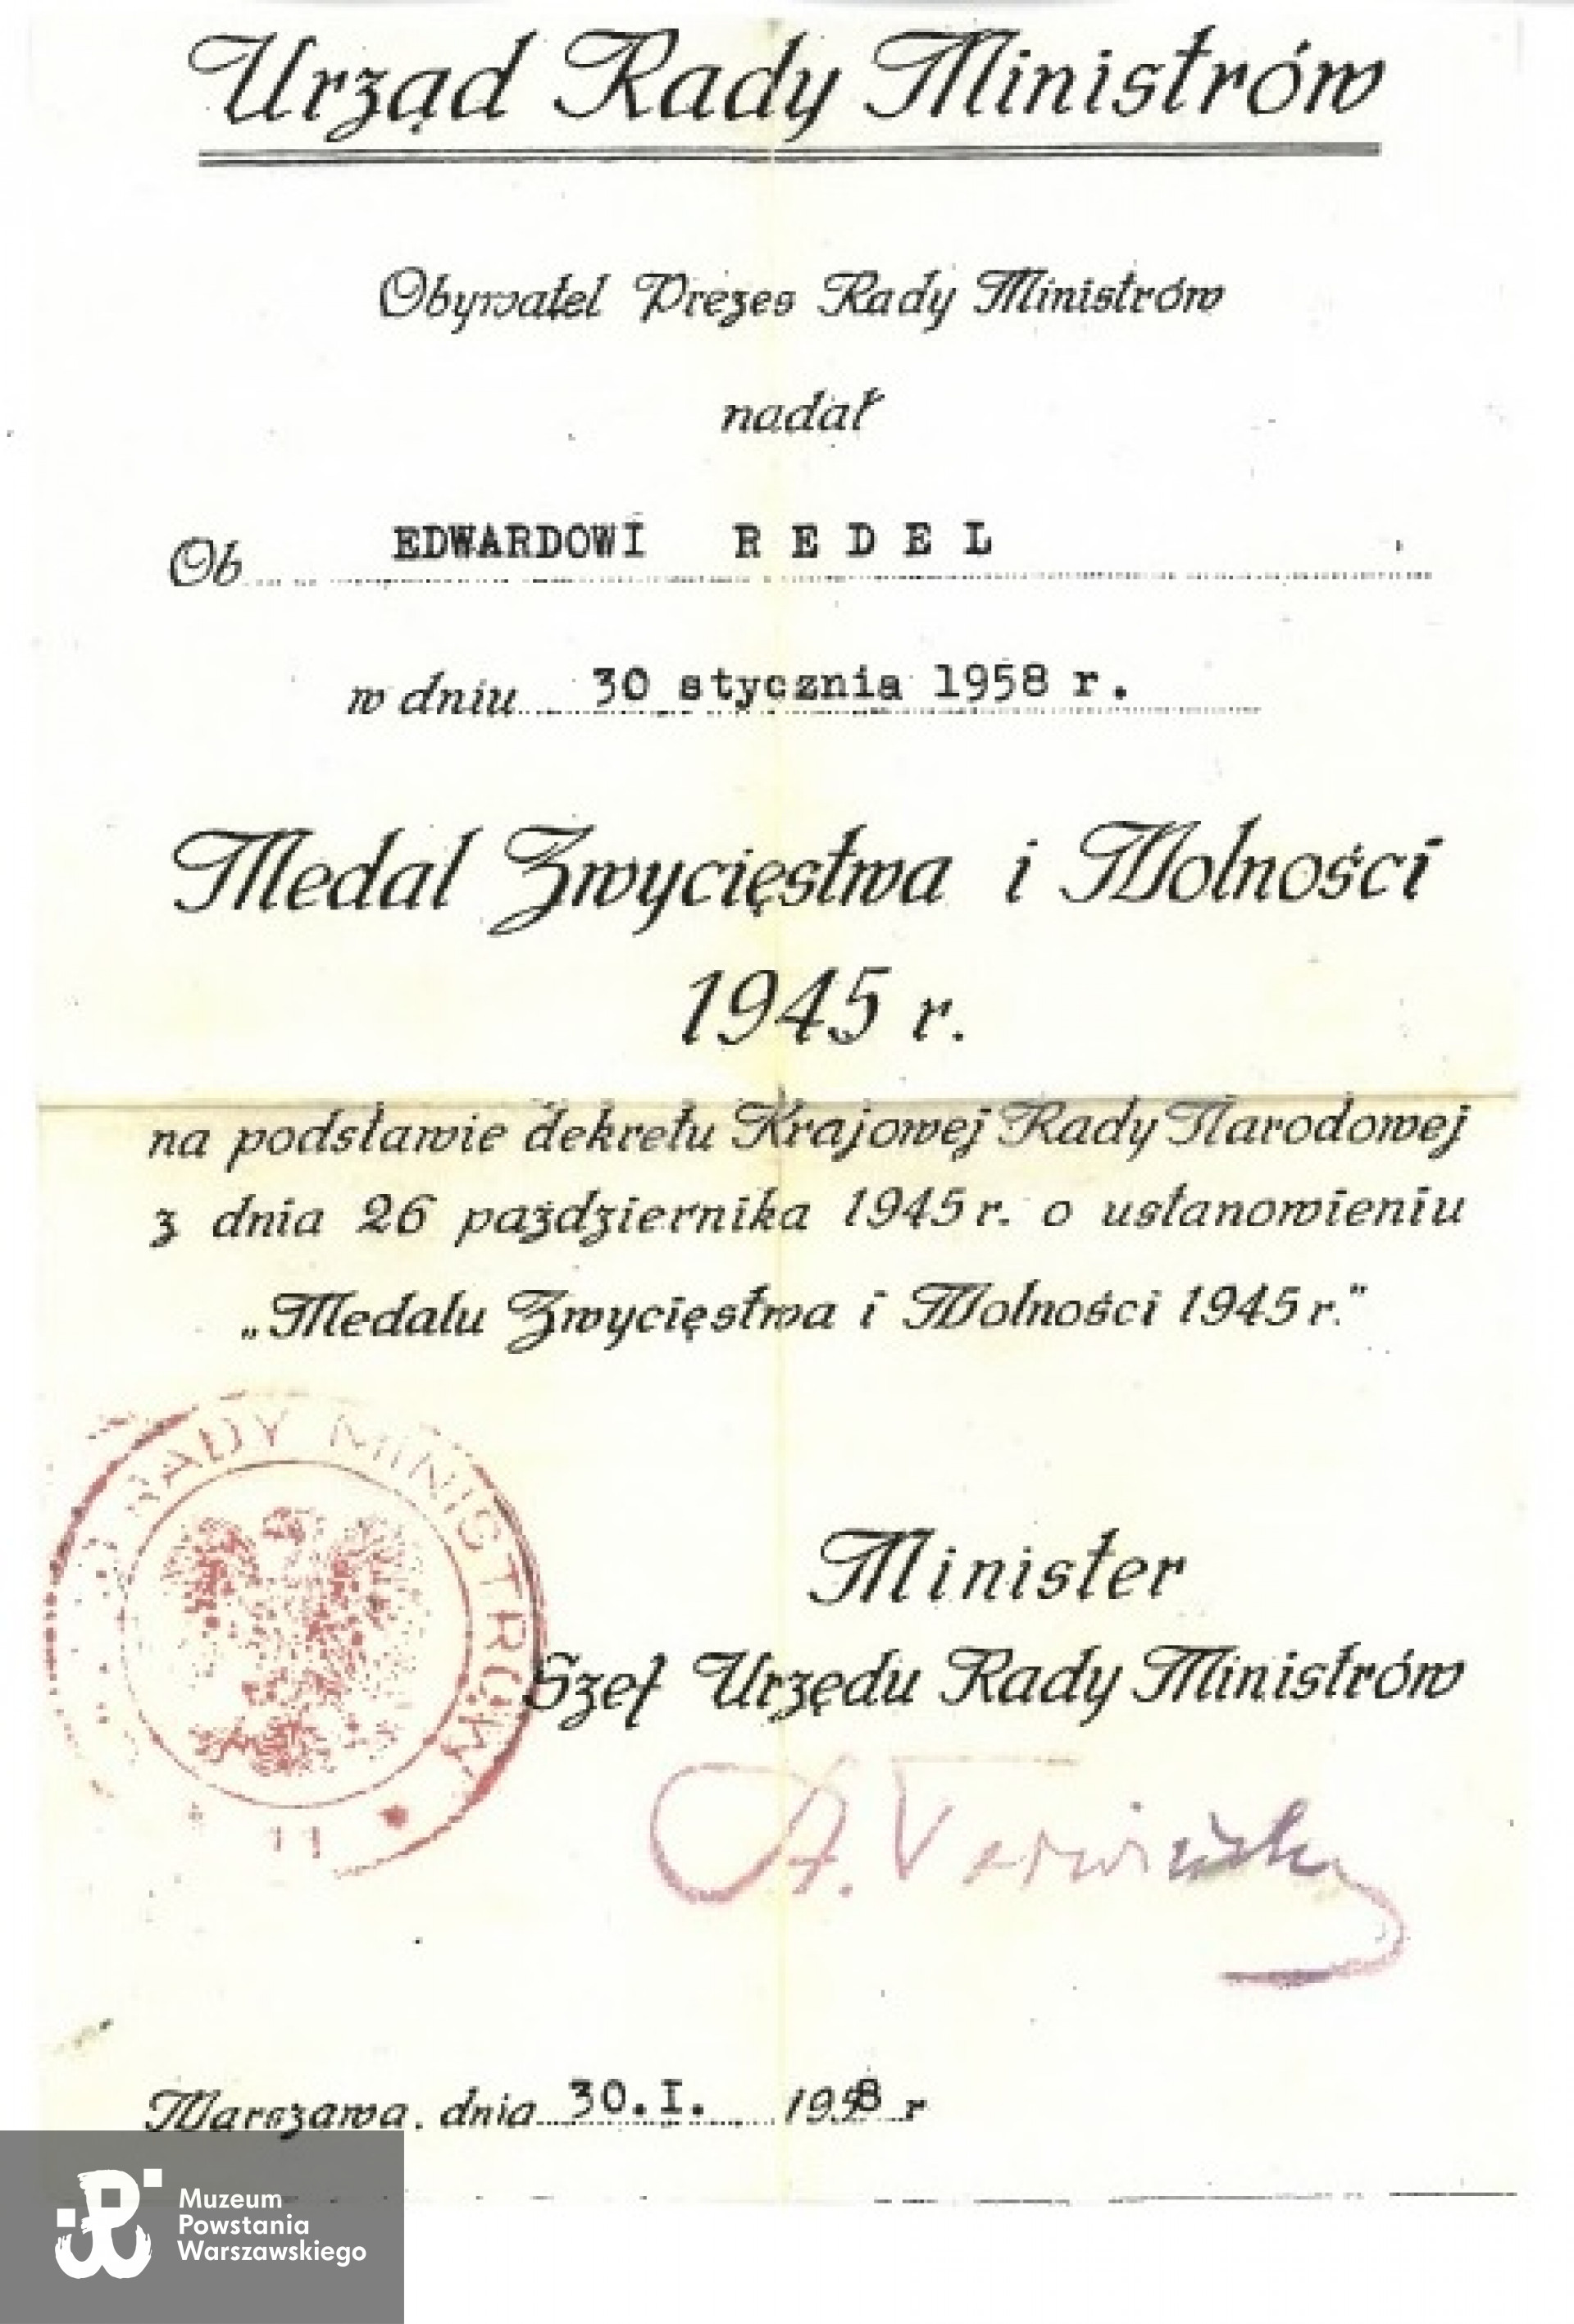 Urząd Rady Ministrów
Obywatel Prezes Rady Ministrów
nadał
Ob. EDWARDOWI R E D E L
w dniu 30 stycznia 1958 r.
Medal Zwycięstwa i Wolności
1945 r.
na podstawie dekretu Krajowej Rady Narodowej
z dnia 26 października 1945 r. o ustanowieniu
„Medalu Zwycięstwa i Wolności 1945 r.”
RADY MINISTRÓW
11
Minister
Szef Urzędu Rady Ministrów
Warszawa, dnia 30.I. 1958 r
Muzeum
Powstania
Warszawskiego